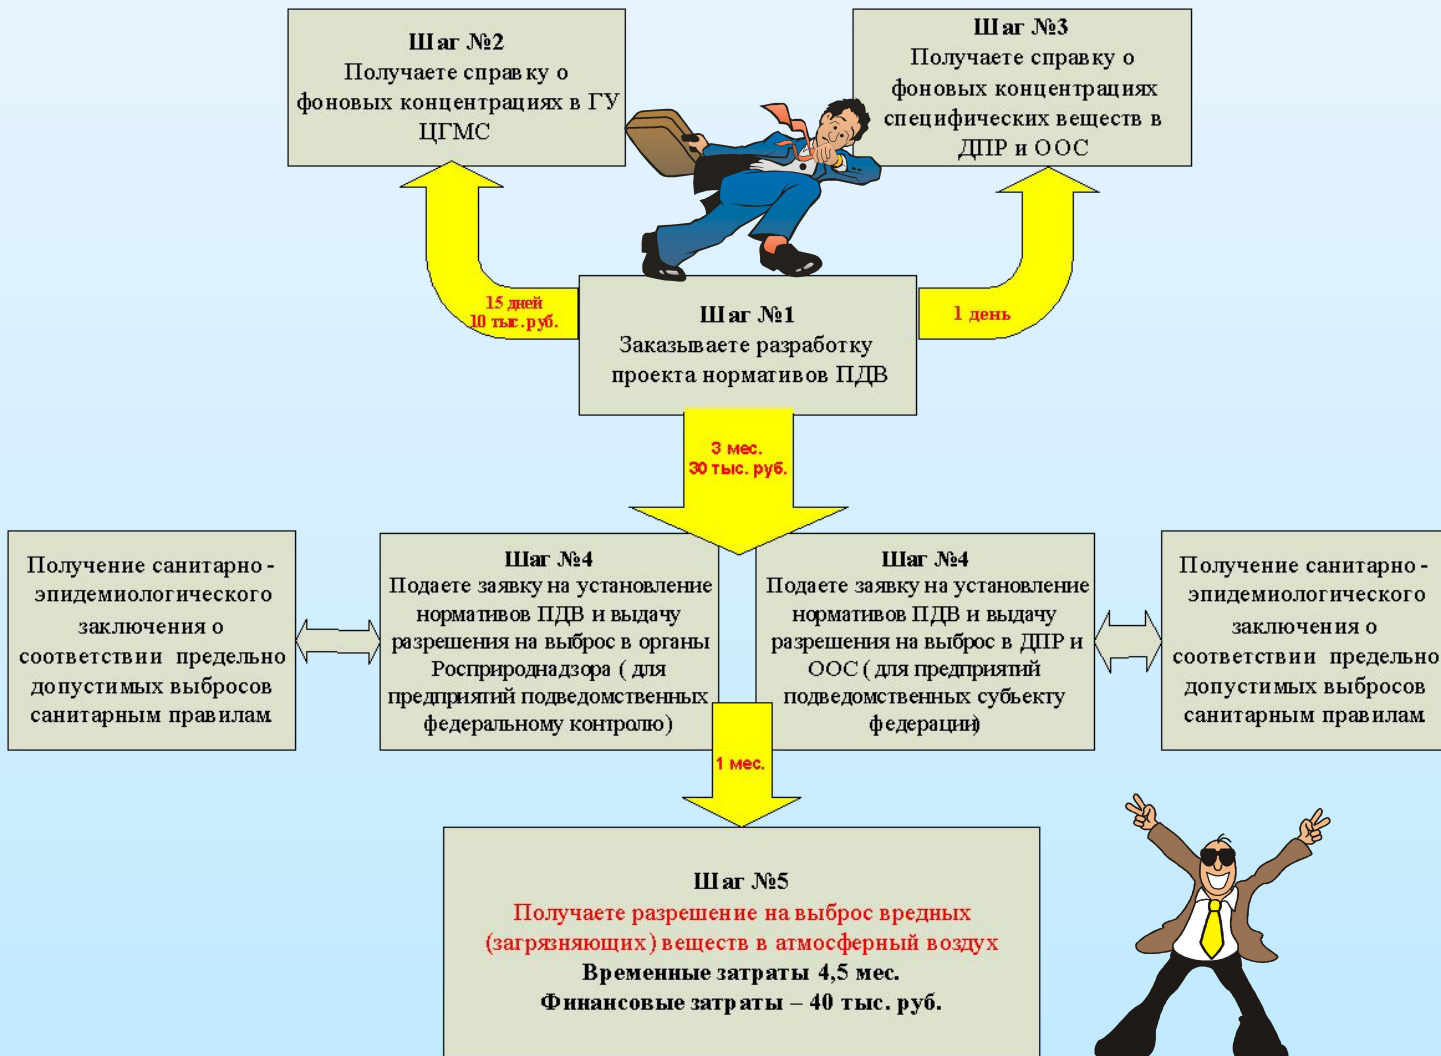 Шаг №2
Получаете справку о
фоновых концентрациях в ГУ
ЦГМС
Шаг №3
Получаете справку о
фоновых концентрациях
специфических веществ в
ДПР и ООС
15 дней
10 тыс. руб.
Шаг №1
Заказываете разработку
проекта нормативов ПДВ
1 день
3 мес.
30 тыс. руб.
Получение санитарно -
эпидемиологического
заключения о
соответствии предельно
допустимых выбросов
санитарным правилам.
Шаг №4
Подаете заявку на установление
нормативов ПДВ и выдачу
разрешения на выброс в органы
Росприроднадзора ( для
предприятий подведомственных
федеральному контролю)
Шаг №4
Подаете заявку на установление
нормативов ПДВ и выдачу
разрешения на выброс в ДПР и
ООС ( для предприятий
подведомственных субъекту
федерации)
Получение санитарно -
эпидемиологического
заключения о
соответствии предельно
допустимых выбросов
санитарным правилам.
1 мес.
Шаг №5
Получаете разрешение на выброс вредных
(загрязняющих) веществ в атмосферный воздух
Временные затраты 4,5 мес.
Финансовые затраты – 40 тыс. руб.